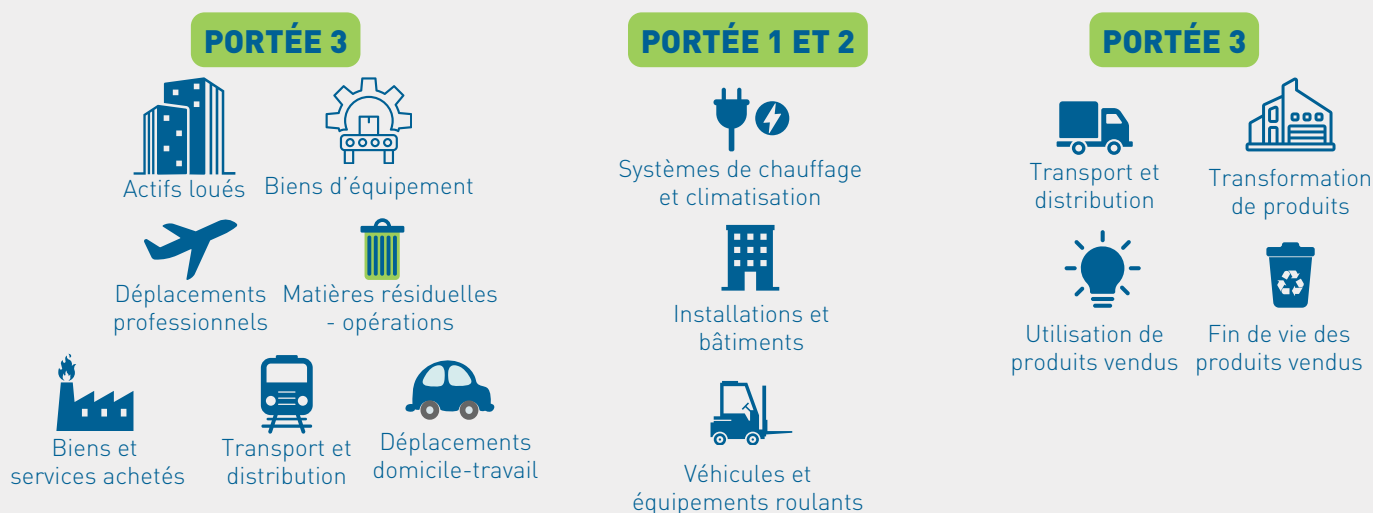 PORTÉE 3
Actifs loués
Biens d'équipement
Déplacements
professionnels
Matières résiduelles
- opérations
Biens et
services achetés
Transport et
distribution
Déplacements
domicile-travail
PORTÉE 1 ET 2
Systèmes de chauffage
et climatisation
Installations et
bâtiments
Véhicules et
équipements roulants
PORTÉE 3
Transport et
distribution
Transformation
de produits
Utilisation de
produits vendus
Fin de vie des
produits vendus